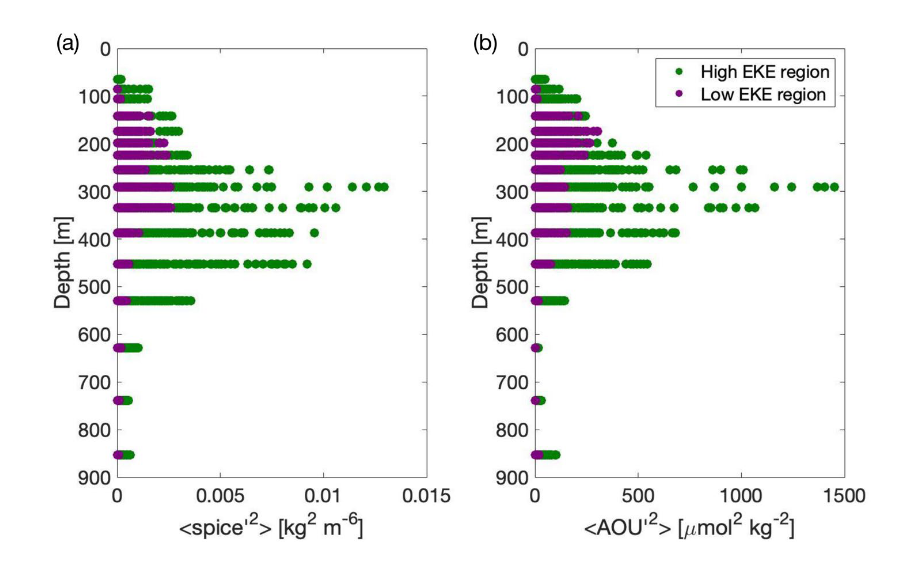 (a)
0
100
200
300
400
500
600
700
800
900
Depth [m]
0 0.005 0.01 0.015
<spice'²> [kg² m⁻⁶]
(b)
0
100
200
300
400
500
600
700
800
900
Depth [m]
0 500 1000 1500
<AOU'²> [μmol² kg⁻²]
High EKE region
Low EKE region